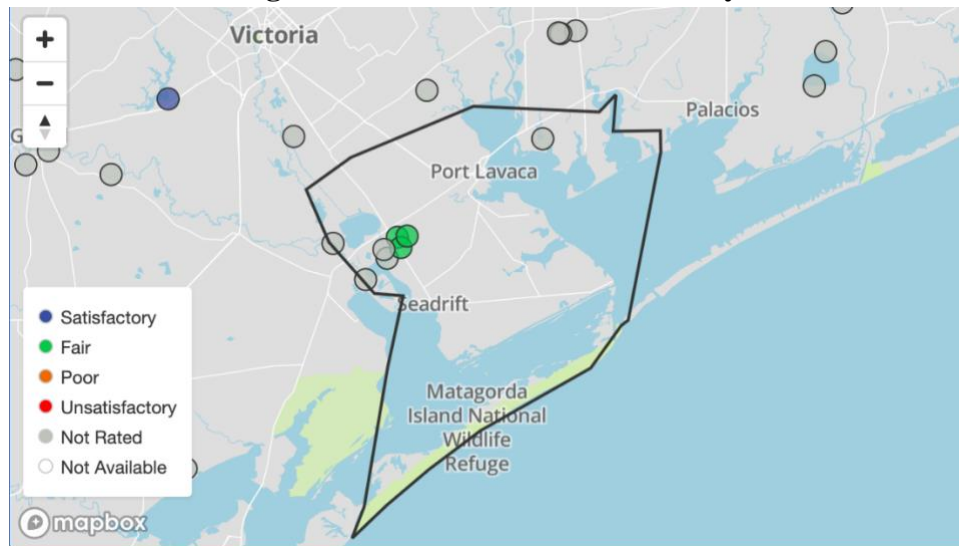 +
−
G
Victoria
Palacios
Port Lavaca
Seadrift
Matagorda
Island National
Wildlife
Refuge
Satisfactory
Fair
Poor
Unsatisfactory
Not Rated
Not Available
mapbox